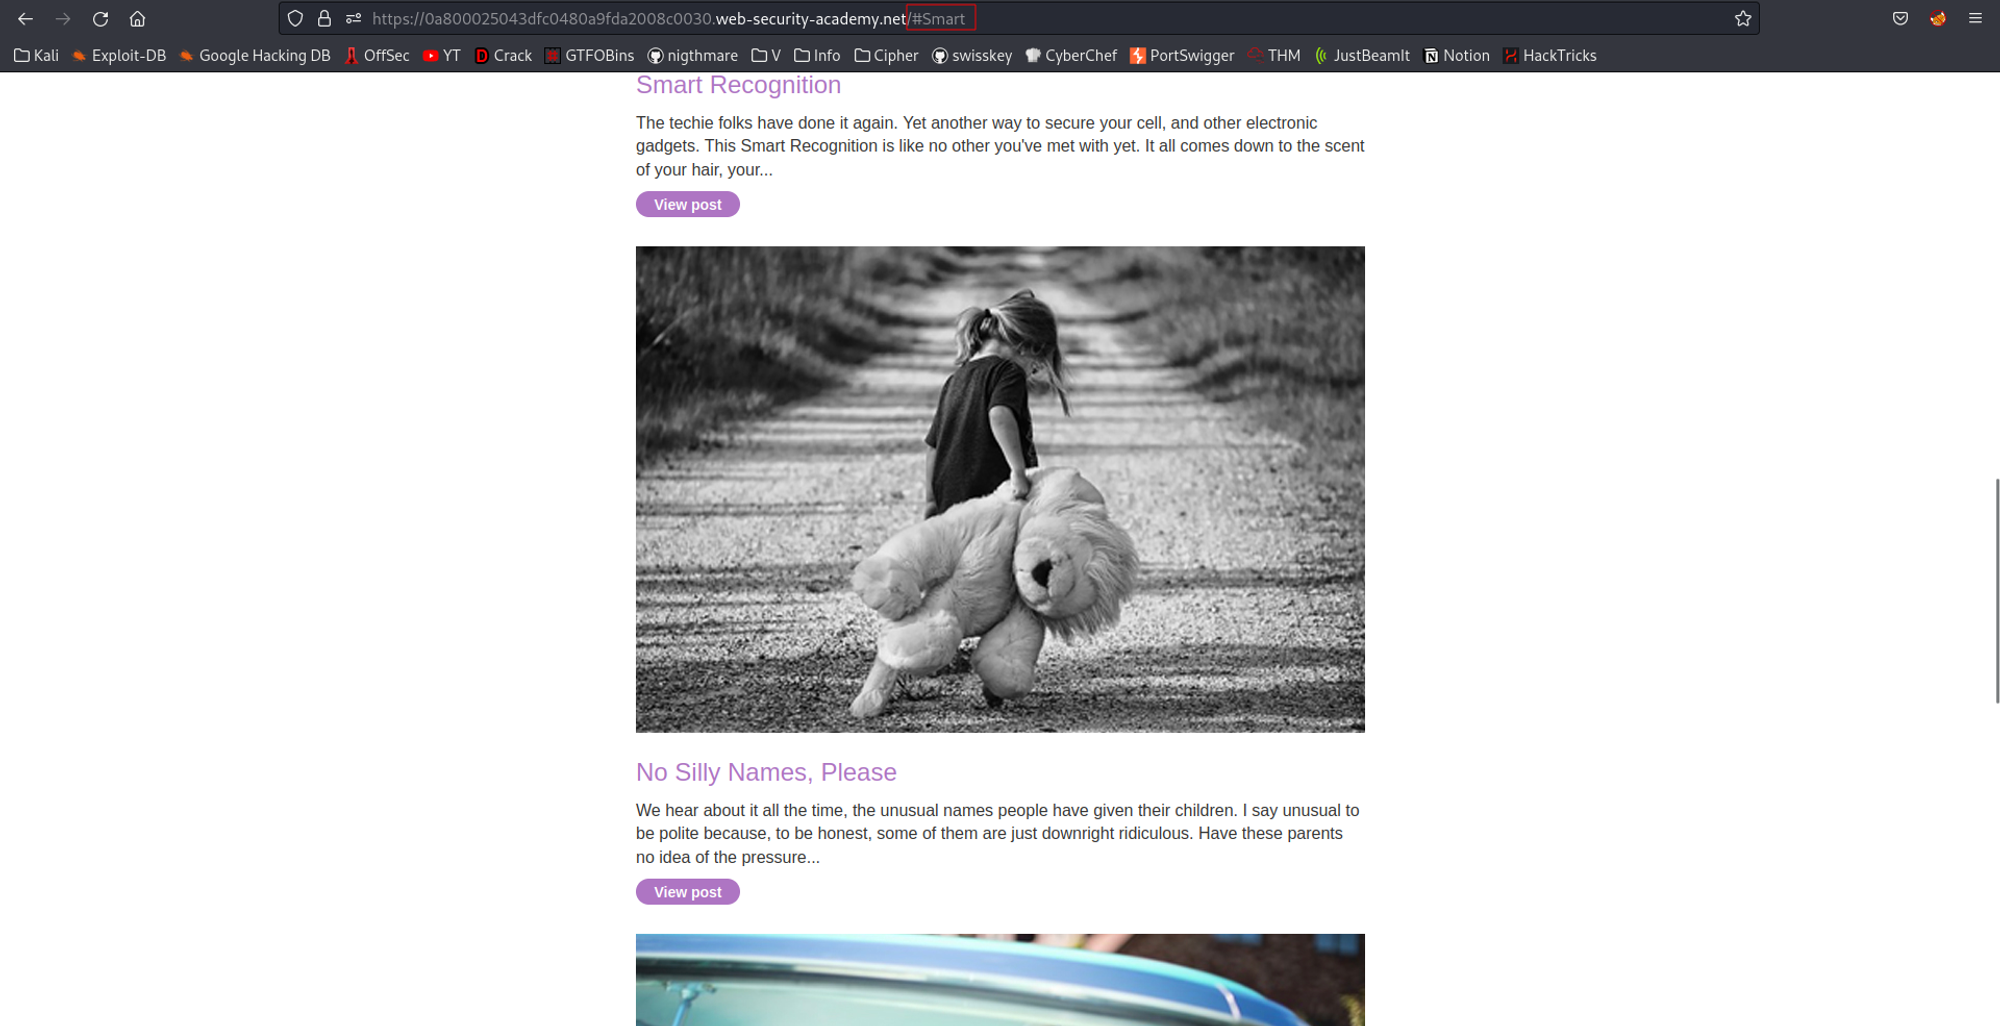 https://0a800025043dfc0480a9fda2008c0030.web-security-academy.net/#Smart
Kali Exploit-DB Google Hacking DB OffSec YT Crack GTFOBins nigthmare V Info Cipher swisskey CyberChef PortSwigger THM JustBeamIt Notion HackTricks
Smart Recognition
The techie folks have done it again. Yet another way to secure your cell, and other electronic
gadgets. This Smart Recognition is like no other you've met with yet. It all comes down to the scent
of your hair, your...
View post
No Silly Names, Please
We hear about it all the time, the unusual names people have given their children. I say unusual to
be polite because, to be honest, some of them are just downright ridiculous. Have these parents
no idea of the pressure...
View post